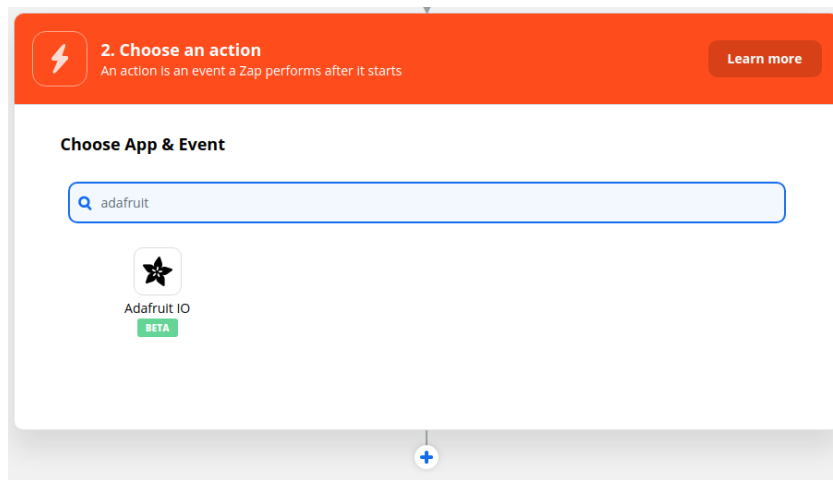 2. Choose an action
An action is an event a Zap performs after it starts
Learn more
Choose App & Event
adafruit
Adafruit IO
BETA